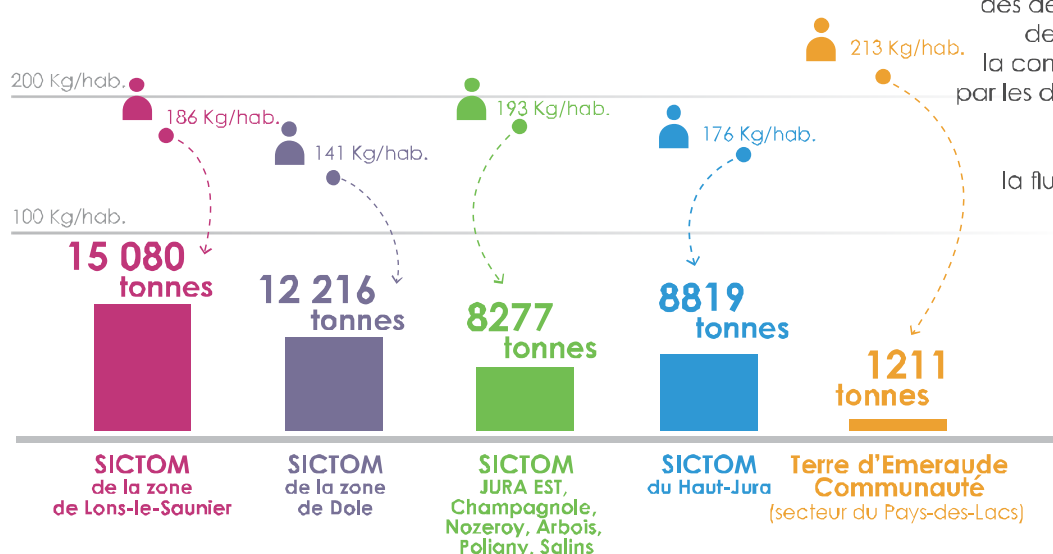 des de
de
la con
par les d
la flu
213 Kg/hab.
200 Kg/hab.
186 Kg/hab.
193 Kg/hab.
176 Kg/hab.
141 Kg/hab.
100 Kg/hab.
15 080
tonnes
12 216
tonnes
8277
tonnes
8819
tonnes
1211
tonnes
SICTOM
de la zone
de Lons-le-Saunier
SICTOM
de la zone
de Dole
SICTOM
JURA EST,
Champagnole,
Nozeroy, Arbois,
Poligny, Salins
SICTOM
du Haut-Jura
Terre d'Emeraude
Communauté
(secteur du Pays-des-Lacs)